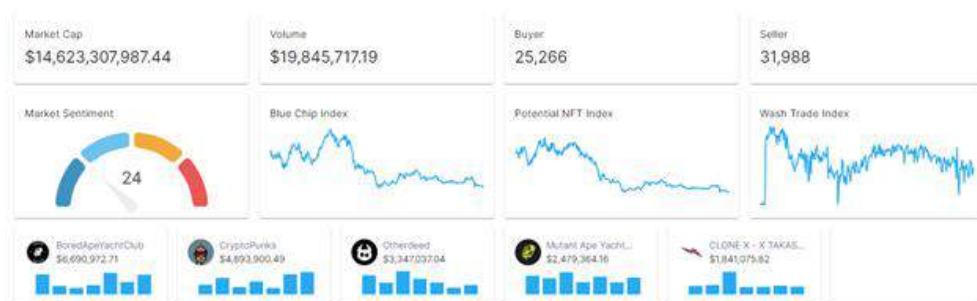 Market Cap
$14,623,307,987.44
Volume
$19,845,717.19
Buyer
25,266
Seller
31,988
Market Sentiment
24
Blue Chip Index
Potential NFT Index
Wash Trade Index
BoredApeYachtClub
$6,690,972.71
CryptoPunks
$4,893,900.49
Otherdeed
$3,347,037.04
Mutant Ape Yacht...
$2,479,364.16
CLONE X - X TAKAS...
$1,841,075.82